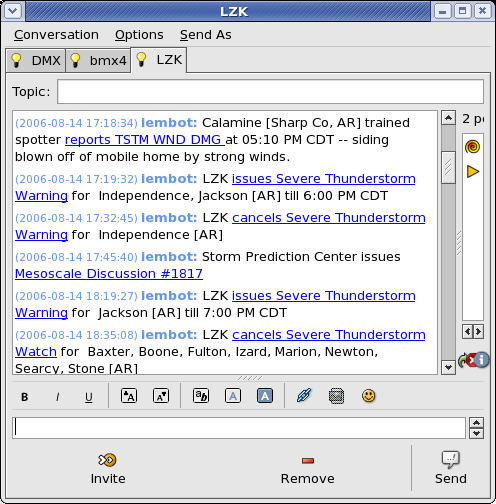 LZK
Conversation Options Send As
DMX bmx4 LZK
Topic:
(2006-08-14 17:18:34) iembot: Calamine [Sharp Co, AR] trained
spotter reports TSTM WND DMG at 05:10 PM CDT -- siding
blown off of mobile home by strong winds.
(2006-08-14 17:19:32) iembot: LZK issues Severe Thunderstorm
Warning for Independence, Jackson [AR] till 6:00 PM CDT
(2006-08-14 17:32:45) iembot: LZK cancels Severe Thunderstorm
Warning for Independence [AR]
(2006-08-14 17:45:40) iembot: Storm Prediction Center issues
Mesoscale Discussion #1817
(2006-08-14 18:19:27) iembot: LZK issues Severe Thunderstorm
Warning for Jackson [AR] till 7:00 PM CDT
(2006-08-14 18:35:08) iembot: LZK cancels Severe Thunderstorm
Watch for Baxter, Boone, Fulton, Izard, Marion, Newton,
Searcy, Stone [AR]
2 pe
B I U A A ab A A
Invite Remove Send